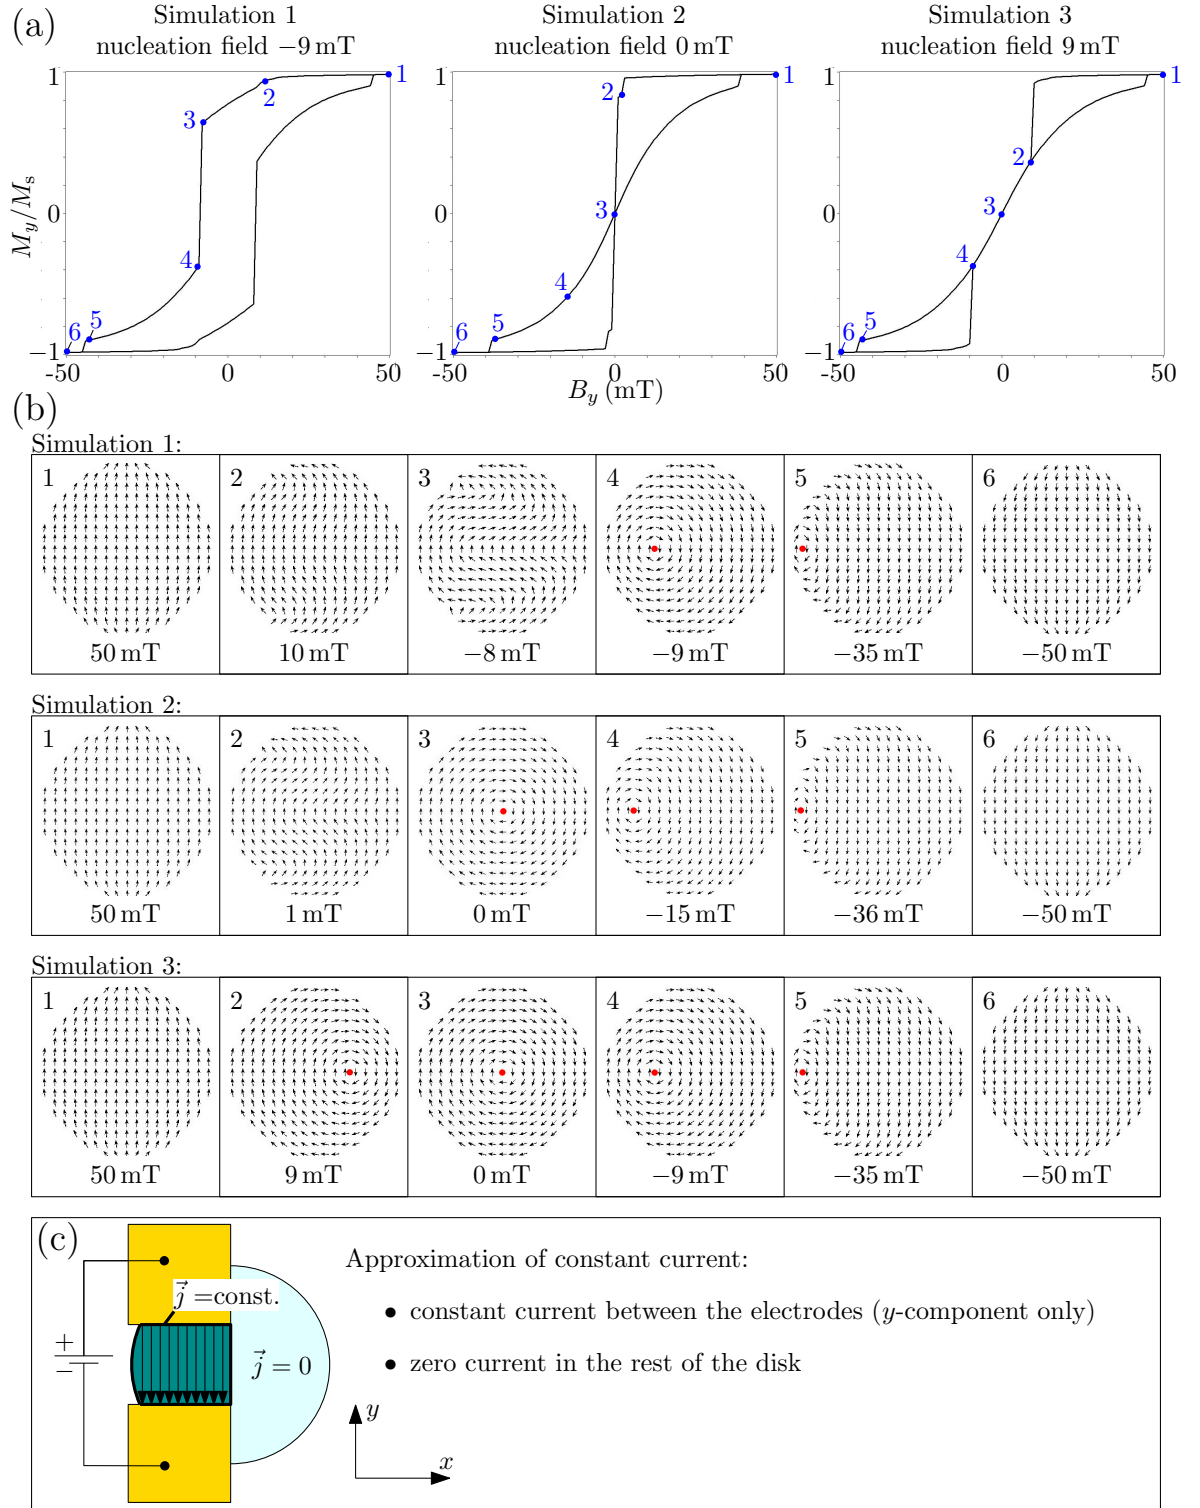 (a)
Simulation 1
nucleation field −9 mT
Simulation 2
nucleation field 0 mT
Simulation 3
nucleation field 9 mT
M_y/M_s
1
0
−1
-50
0
50
1
2
3
4
5
6
1
0
−1
-50
0
50
1
2
3
4
5
6
1
0
−1
-50
0
50
1
2
3
4
5
6
B_y (mT)
(b)
Simulation 1:
1 2 3 4 5 6
50 mT 10 mT −8 mT −9 mT −35 mT −50 mT
Simulation 2:
1 2 3 4 5 6
50 mT 1 mT 0 mT −15 mT −36 mT −50 mT
Simulation 3:
1 2 3 4 5 6
50 mT 9 mT 0 mT −9 mT −35 mT −50 mT
(c)
j⃗ =const.
+
−
j⃗ = 0
y
x
Approximation of constant current:
• constant current between the electrodes (y-component only)
• zero current in the rest of the disk